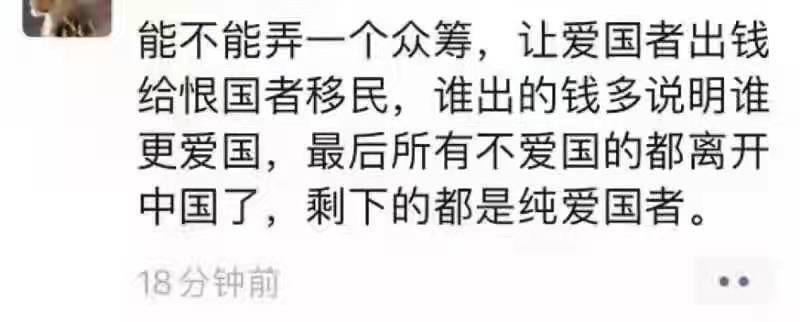 能不能弄一个众筹，让爱国者出钱
给恨国者移民，谁出的钱多说明谁
更爱国，最后所有不爱国的都离开
中国了，剩下的都是纯爱国者。
18分钟前